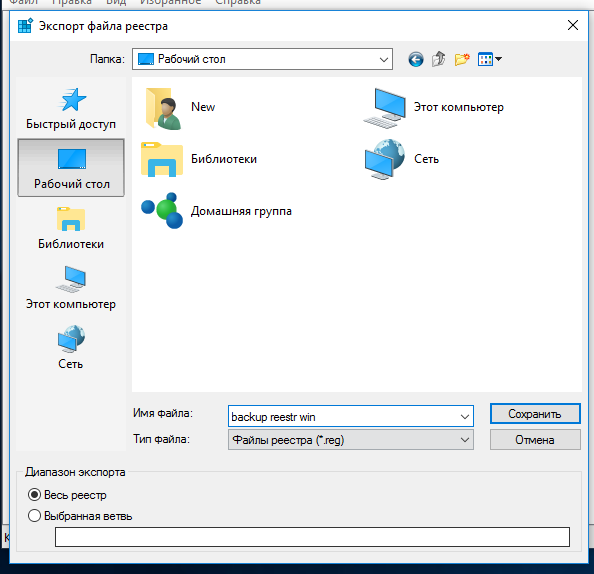 Файл Правка Вид Избранное Справка
Экспорт файла реестра
Папка: Рабочий стол
Быстрый доступ
Рабочий стол
Библиотеки
Этот компьютер
Сеть
New
Этот компьютер
Библиотеки
Сеть
Домашняя группа
Имя файла: backup reestr win
Сохранить
Тип файла: Файлы реестра (*.reg)
Отмена
Диапазон экспорта
Весь реестр
Выбранная ветвь